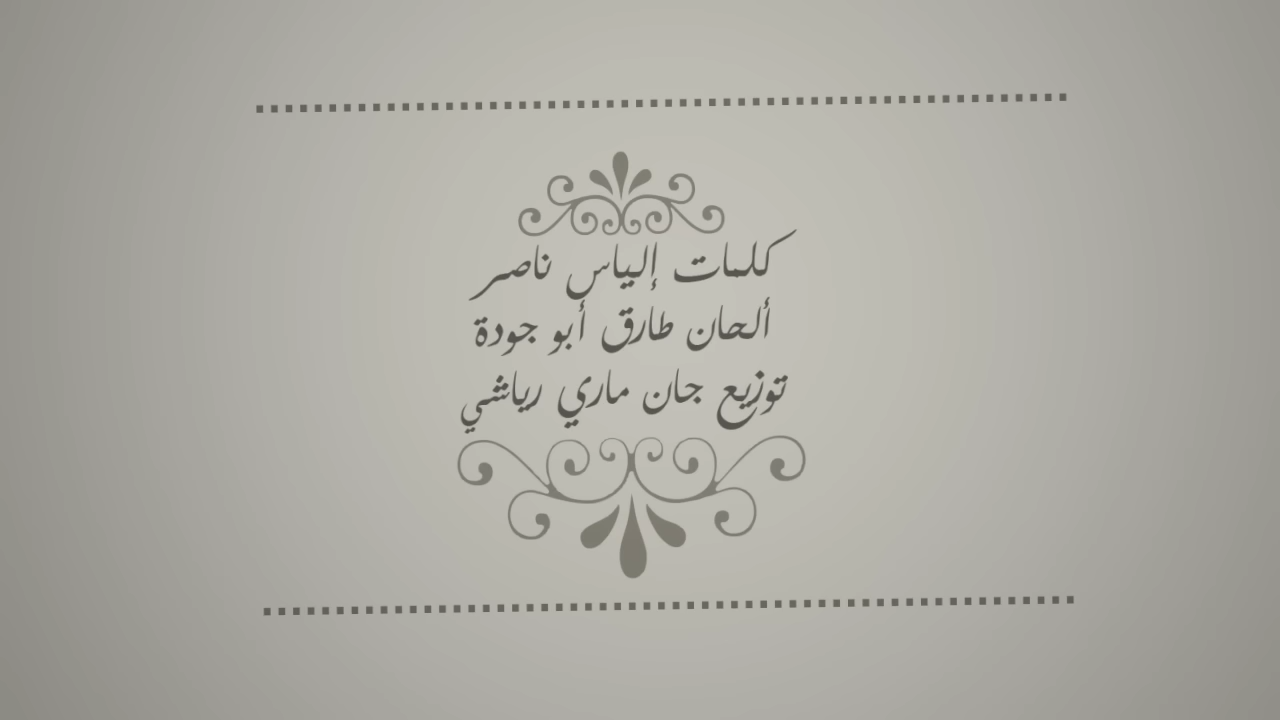 كلمات إلياس ناصر
ألحان طارق أبو جودة
توزيع جان ماري رياشي